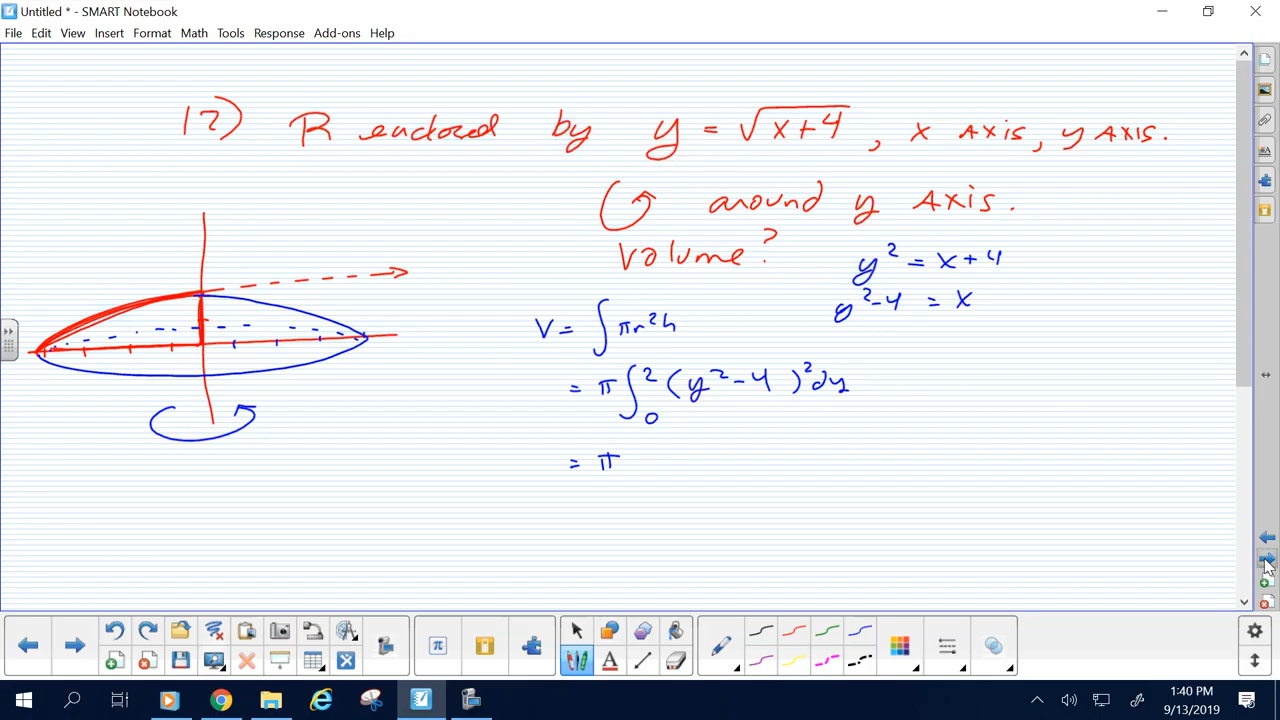 Untitled * - SMART Notebook
File Edit View Insert Format Math Tools Response Add-ons Help
12) R enclosed by y = √x+4 , x Axis, y Axis.
around y Axis.
Volume?
y² = x+4
y²-4 = x
V = ∫ πr²h
= π ∫₀² (y²-4)² dy
= π
1:40 PM
9/13/2019